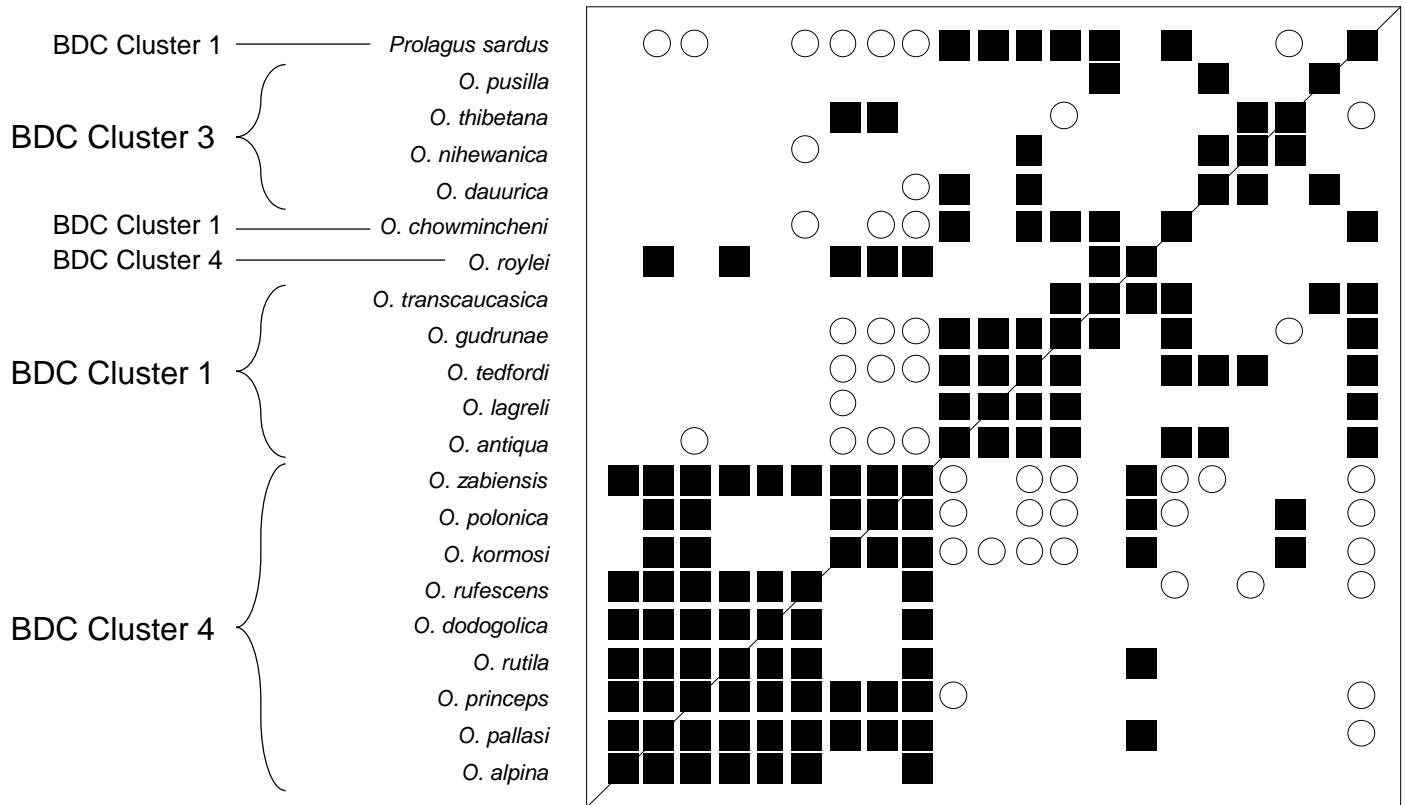 BDC Cluster 1 Prolagus sardus
O. pusilla
O. thibetana
BDC Cluster 3
O. nihewanica
O. dauurica
BDC Cluster 1 O. chowmincheni
BDC Cluster 4 O. roylei
O. transcaucasica
O. gudrunae
BDC Cluster 1
O. tedfordi
O. lagreli
O. antiqua
O. zabiensis
O. polonica
O. kormosi
O. rufescens
BDC Cluster 4
O. dodogolica
O. rutila
O. princeps
O. pallasi
O. alpina